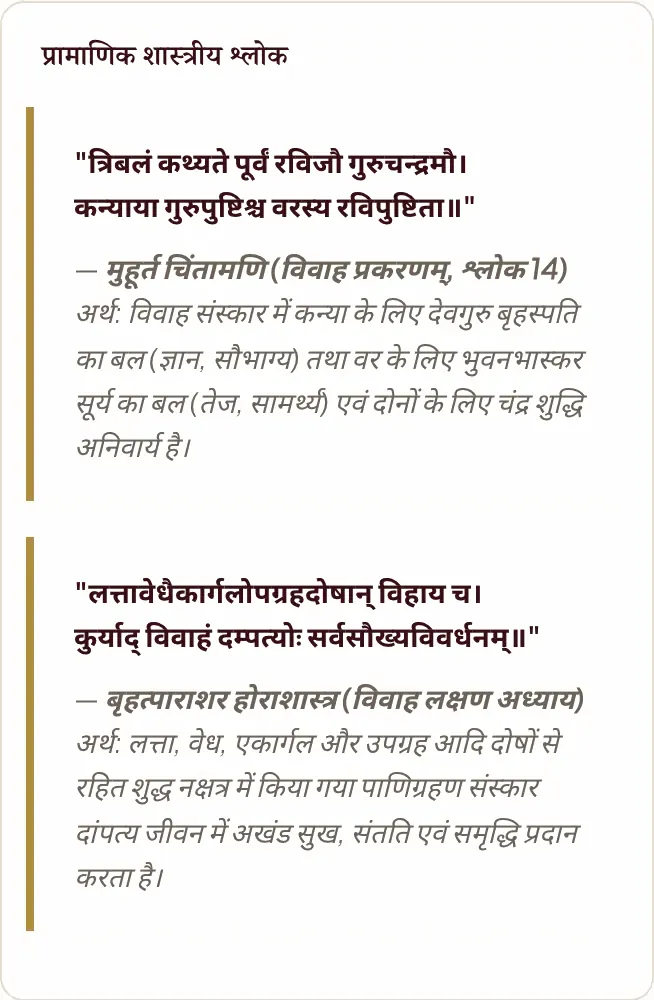 प्रामाणिक शास्त्रीय श्लोक
"त्रिबलं कथ्यते पूर्वं रविजौ गुरुचन्द्रमौ।
कन्याया गुरुपुष्टिश्च वरस्य रविपुष्टिता॥"
— मुहूर्त चिंतामणि (विवाह प्रकरणम्, श्लोक 14)
अर्थ: विवाह संस्कार में कन्या के लिए देवगुरु बृहस्पति
का बल (ज्ञान, सौभाग्य) तथा वर के लिए भुवनभास्कर
सूर्य का बल (तेज, सामर्थ्य) एवं दोनों के लिए चंद्र शुद्धि
अनिवार्य है।
"लत्तावेधैकार्गलोपग्रहदोषान् विहाय च।
कुर्याद् विवाहं दम्पत्योः सर्वसौख्यविवर्धनम्॥"
— बृहत्पाराशर होराशास्त्र (विवाह लक्षण अध्याय)
अर्थ: लत्ता, वेध, एकार्गल और उपग्रह आदि दोषों से
रहित शुद्ध नक्षत्र में किया गया पाणिग्रहण संस्कार
दांपत्य जीवन में अखंड सुख, संतति एवं समृद्धि प्रदान
करता है।